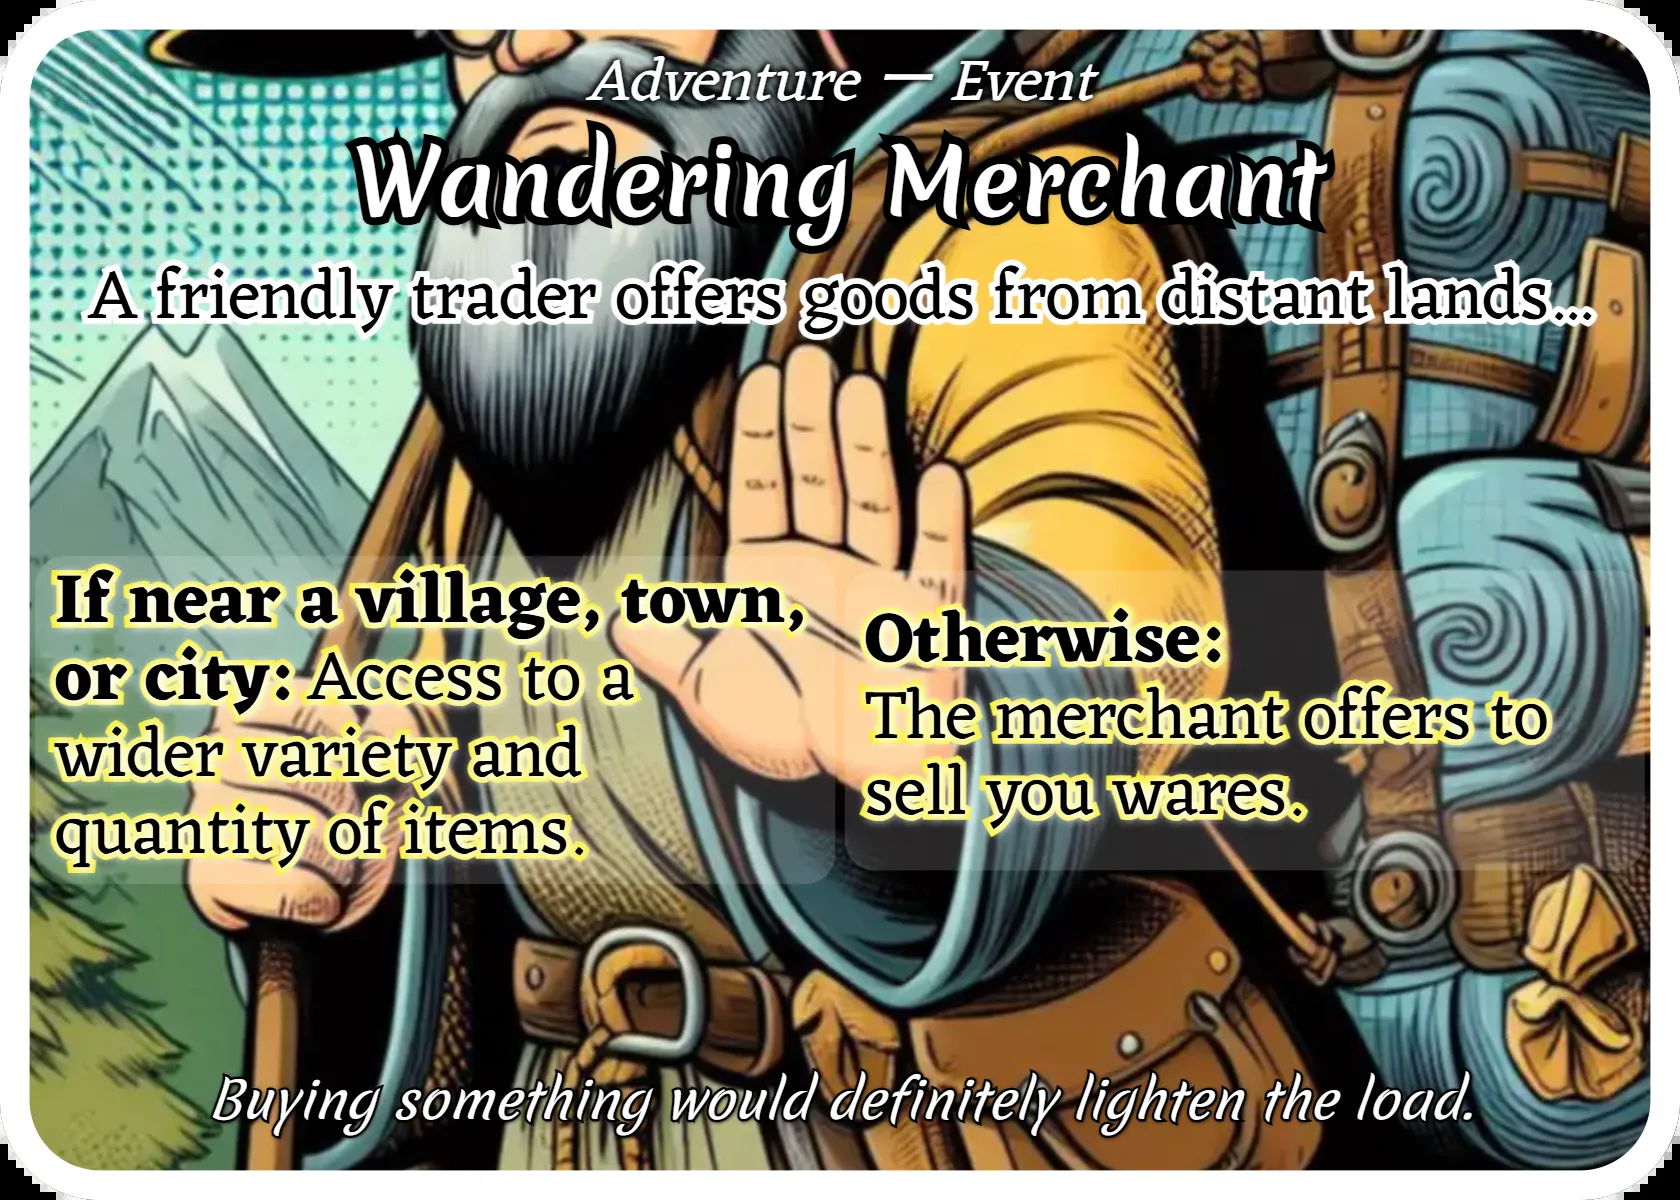 Adventure — Event
Wandering Merchant
A friendly trader offers goods from distant lands...
If near a village, town,
or city: Access to a
wider variety and
quantity of items.
Otherwise:
The merchant offers to
sell you wares.
Buying something would definitely lighten the load.